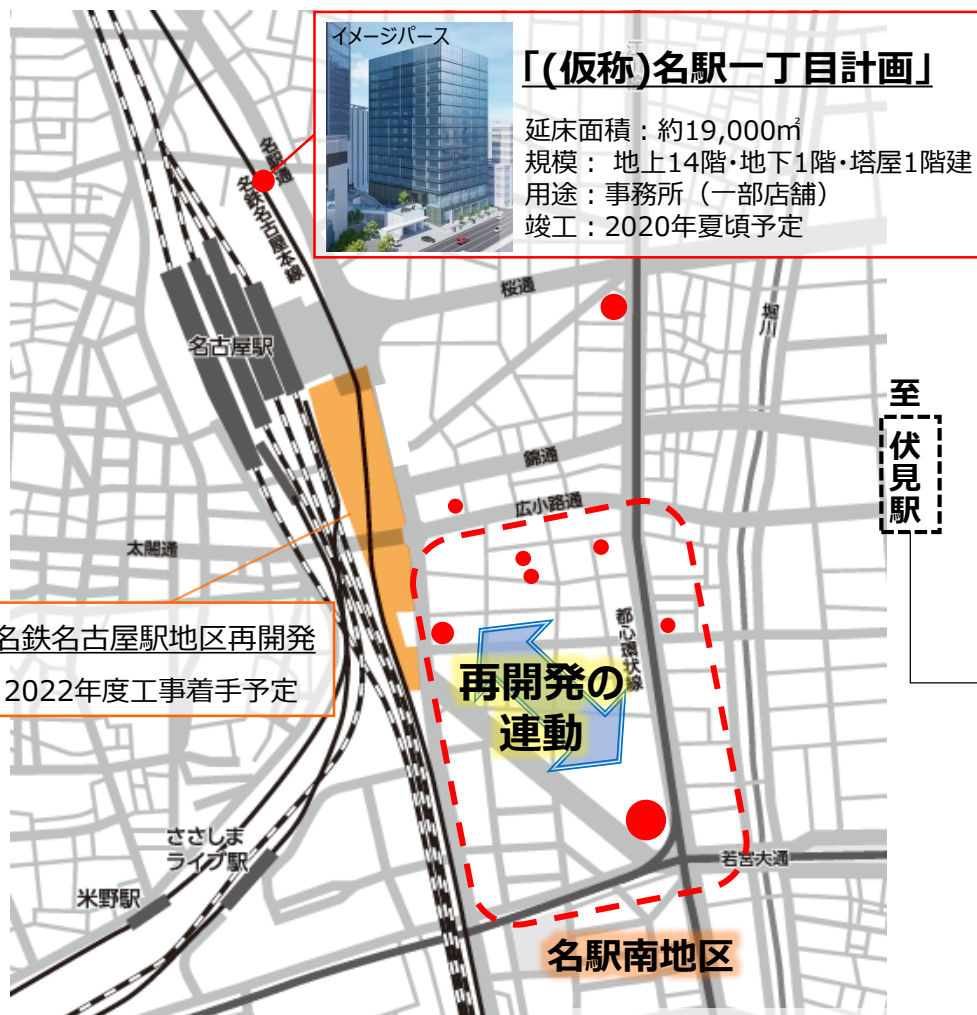 イメージパース
「(仮称)名駅一丁目計画」
延床面積：約19,000㎡
規模： 地上14階・地下1階・塔屋1階建
用途：事務所（一部店舗）
竣工：2020年夏頃予定
名駅通
名鉄名古屋本線
桜通
堀川
名古屋駅
至
伏見駅
錦通
広小路通
太閤通
名鉄名古屋駅地区再開発
2022年度工事着手予定
都心環状線
再開発の
連動
ささしま
ライブ駅
米野駅
若宮大通
名駅南地区